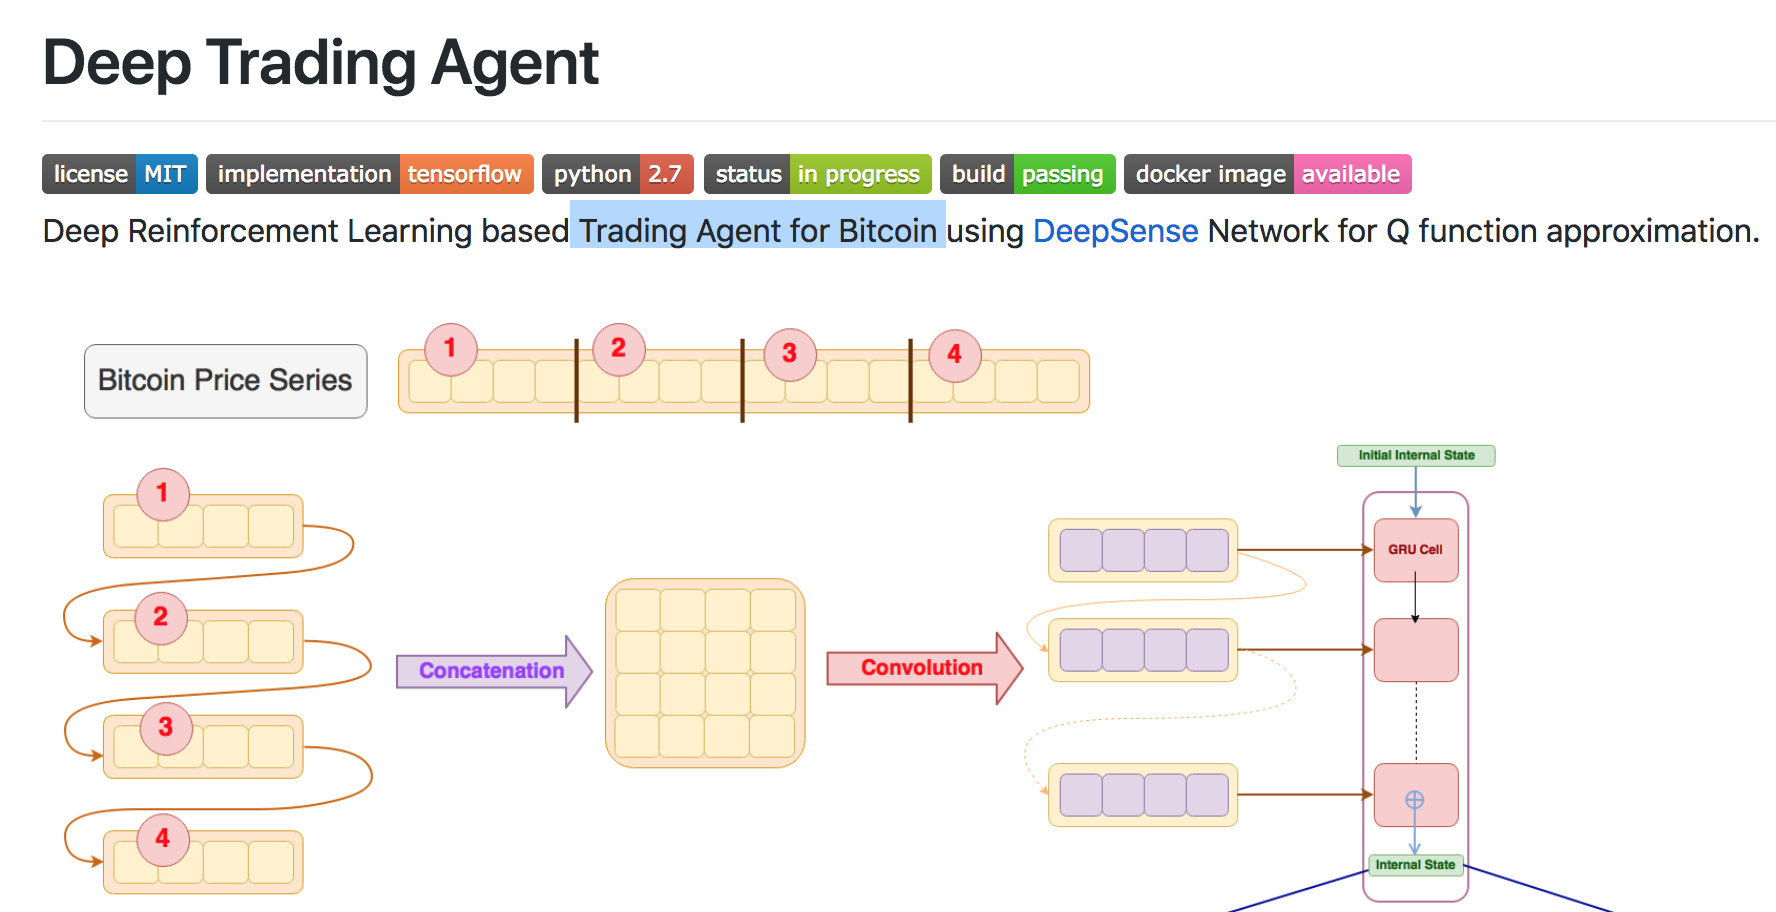 Deep Trading Agent
license MIT implementation tensorflow python 2.7 status in progress build passing docker image available
Deep Reinforcement Learning based Trading Agent for Bitcoin using DeepSense Network for Q function approximation.
Bitcoin Price Series
1 2 3 4
Initial Internal State
1
GRU Cell
2
Concatenation
Convolution
3
4
Internal State